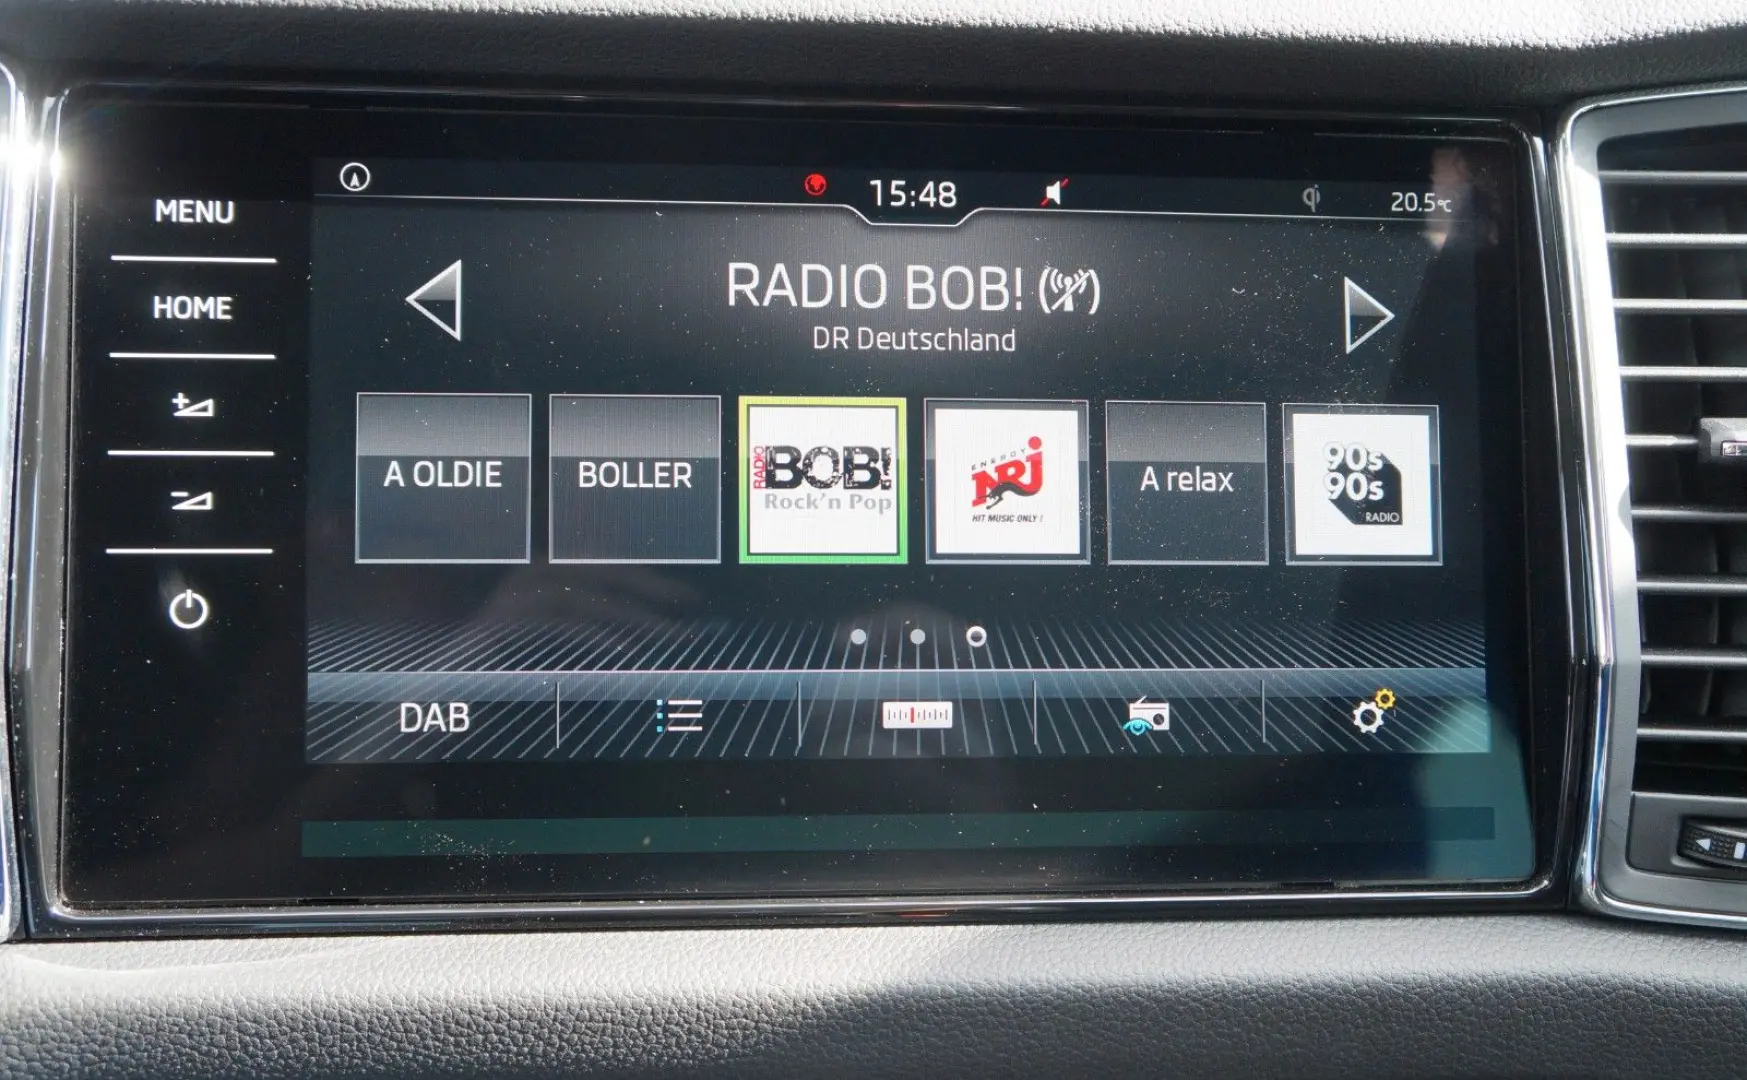 15:48
20.5°C
MENU
HOME
RADIO BOB!
DR Deutschland
A OLDIE
BOLLER
RADIO
BOB!
Rock'n Pop
ENERGY
NRJ
HIT MUSIC ONLY!
A relax
90s
90s
RADIO
DAB